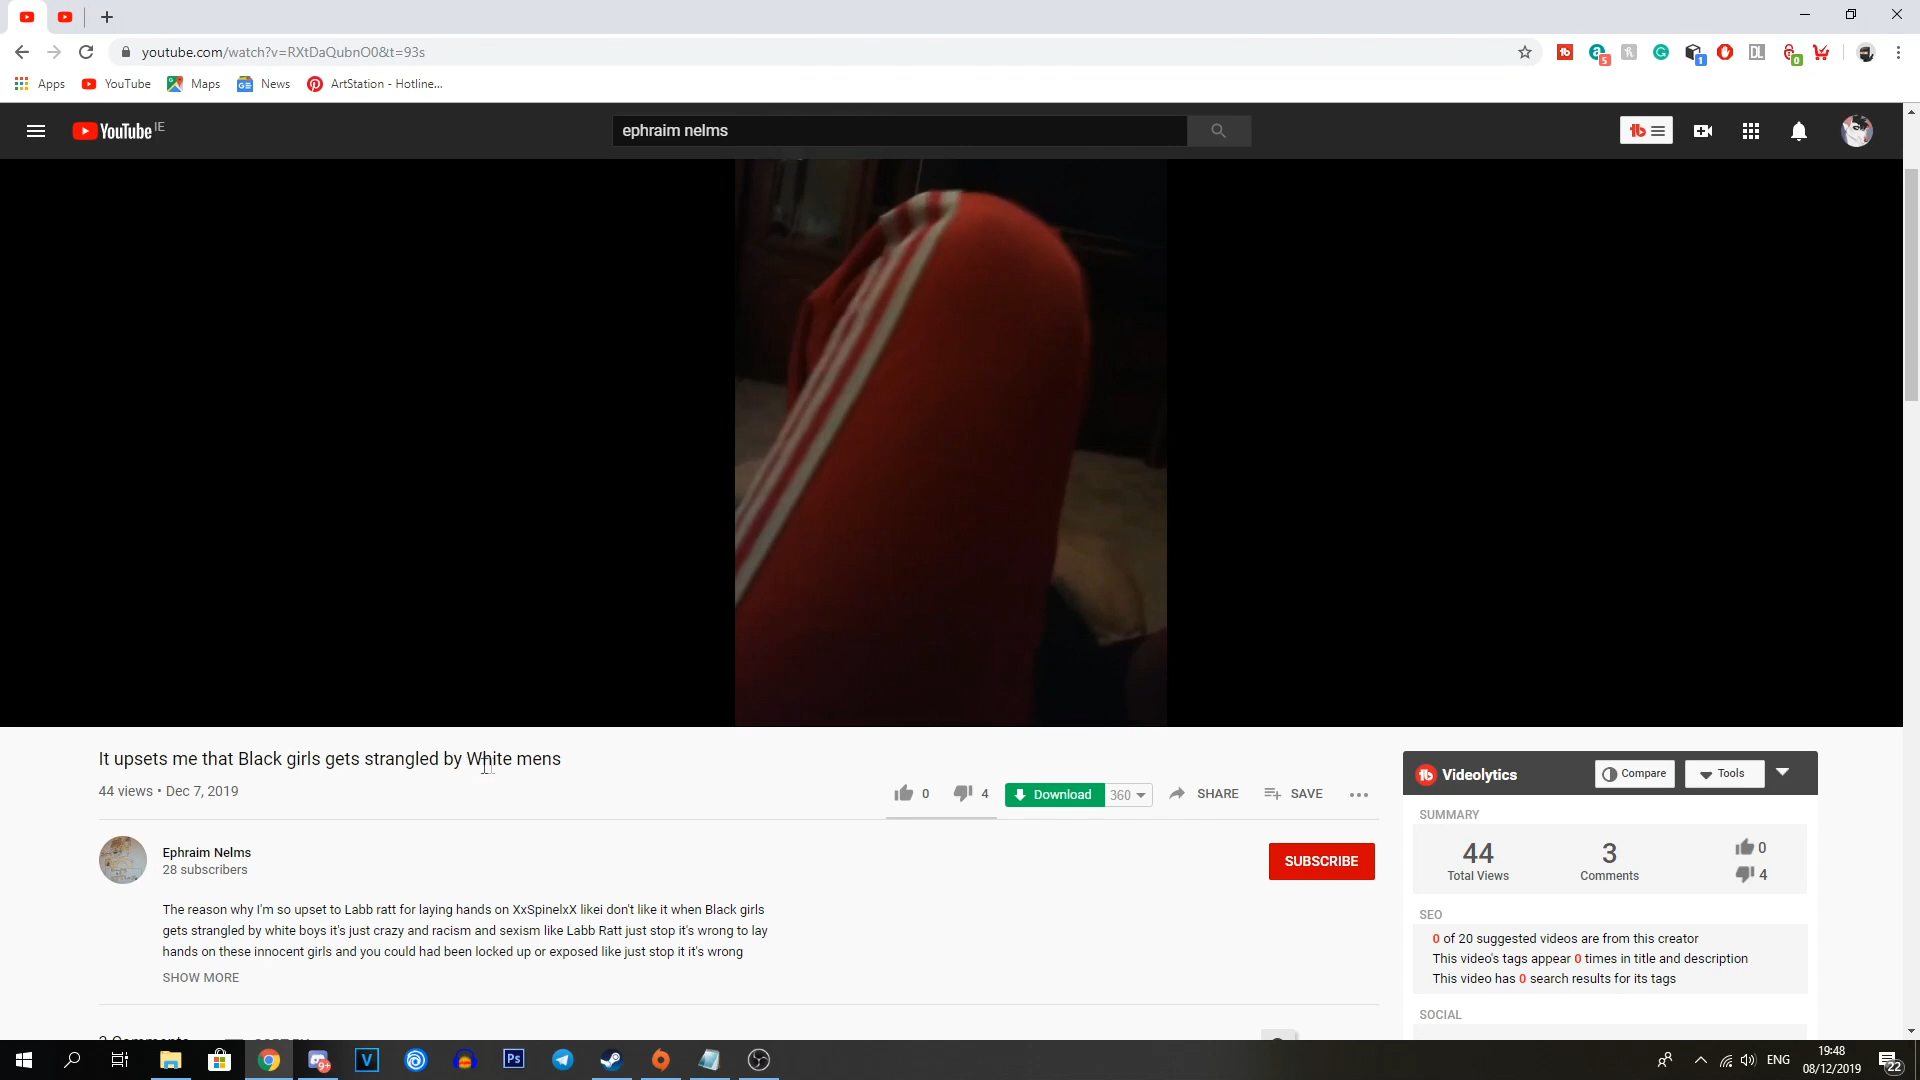 youtube.com/watch?v=RXtDaQubnO0&t=93s
5
1
DL
0
Apps
YouTube
Maps
News
ArtStation - Hotline...
YouTube IE
ephraim nelms
It upsets me that Black girls gets strangled by White mens
44 views • Dec 7, 2019
0
4
Download
360
SHARE
SAVE
Ephraim Nelms
28 subscribers
SUBSCRIBE
The reason why I'm so upset to Labb ratt for laying hands on XxSpinelxX likei don't like it when Black girls
gets strangled by white boys it's just crazy and racism and sexism like Labb Ratt just stop it's wrong to lay
hands on these innocent girls and you could had been locked up or exposed like just stop it it's wrong
SHOW MORE
Videolytics
Compare
Tools
SUMMARY
44
Total Views
3
Comments
0
4
SEO
0 of 20 suggested videos are from this creator
This video's tags appear 0 times in title and description
This video has 0 search results for its tags
SOCIAL
9+
V
Ps
ENG
19:48
08/12/2019
22